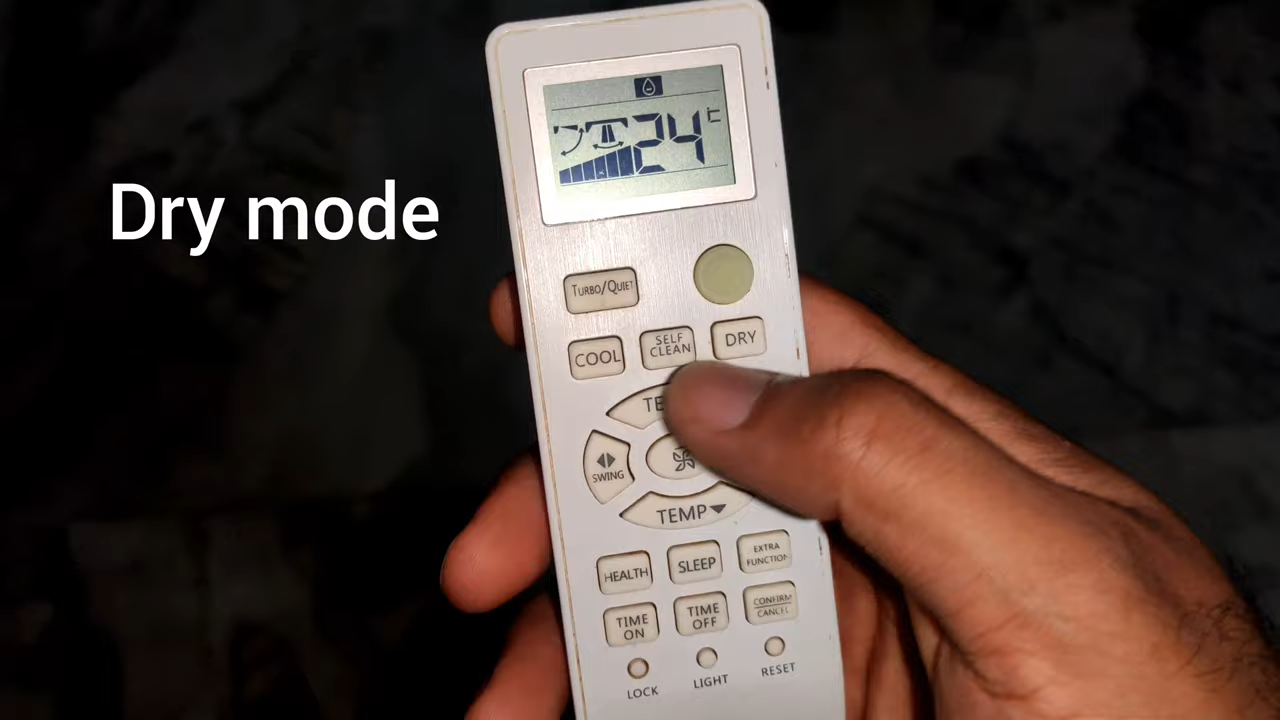 Dry mode
24 °C
TURBO/QUIET
COOL
SELF
CLEAN
DRY
SWING
TEMP
HEALTH
SLEEP
EXTRA
FUNCTION
TIME
ON
TIME
OFF
CONFIRM
CANCEL
LOCK
LIGHT
RESET